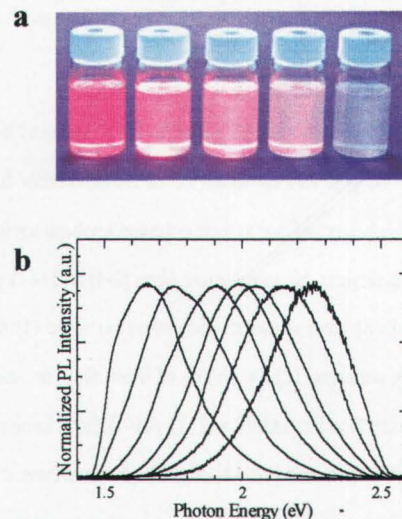 a
b
Normalized PL Intensity (a.u.)
1.5 2 2.5
Photon Energy (eV)